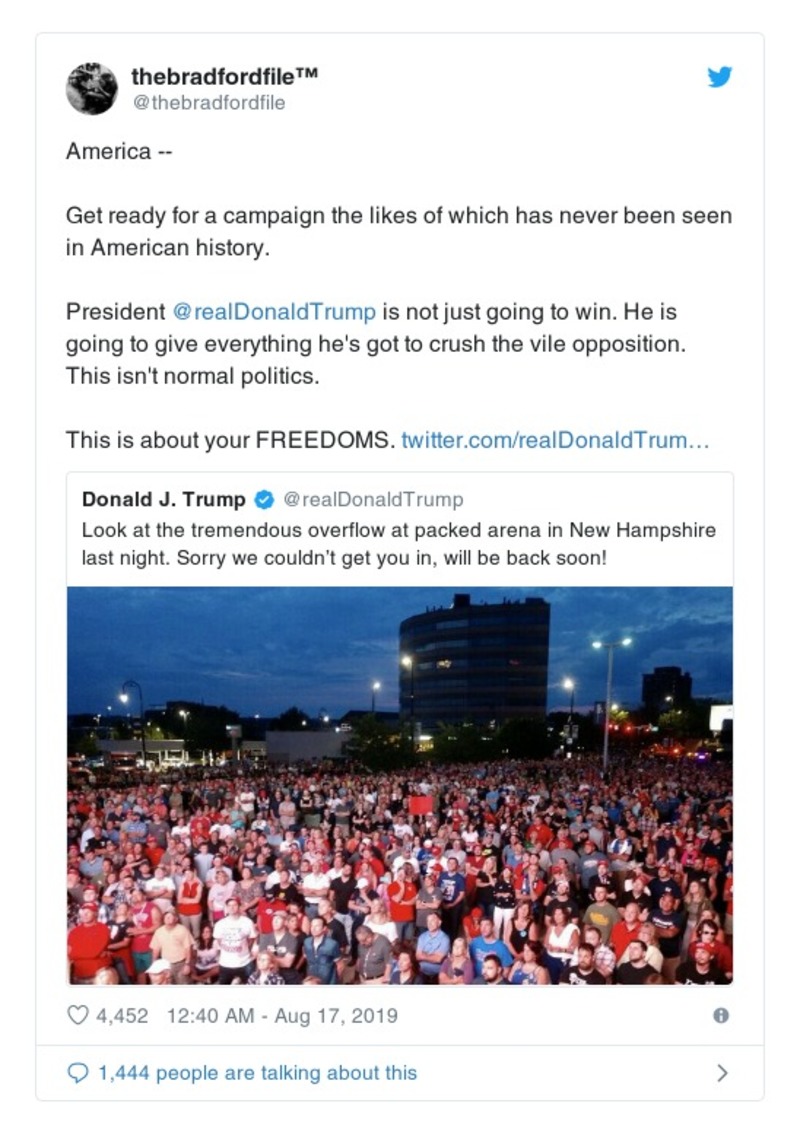 thebradfordfile™
@thebradfordfile
America --
Get ready for a campaign the likes of which has never been seen
in American history.
President @realDonaldTrump is not just going to win. He is
going to give everything he's got to crush the vile opposition.
This isn't normal politics.
This is about your FREEDOMS. twitter.com/realDonaldTrum…
Donald J. Trump @realDonaldTrump
Look at the tremendous overflow at packed arena in New Hampshire
last night. Sorry we couldn't get you in, will be back soon!
4,452 12:40 AM - Aug 17, 2019
1,444 people are talking about this